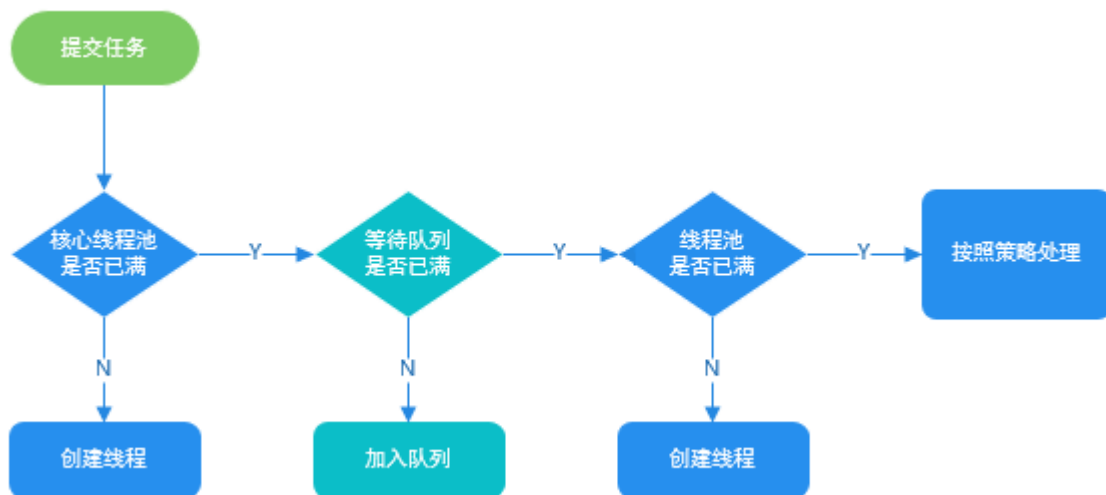 提交任务
核心线程池
是否已满
Y
等待队列
是否已满
Y
线程池
是否已满
Y
按照策略处理
N
N
N
创建线程
加入队列
创建线程